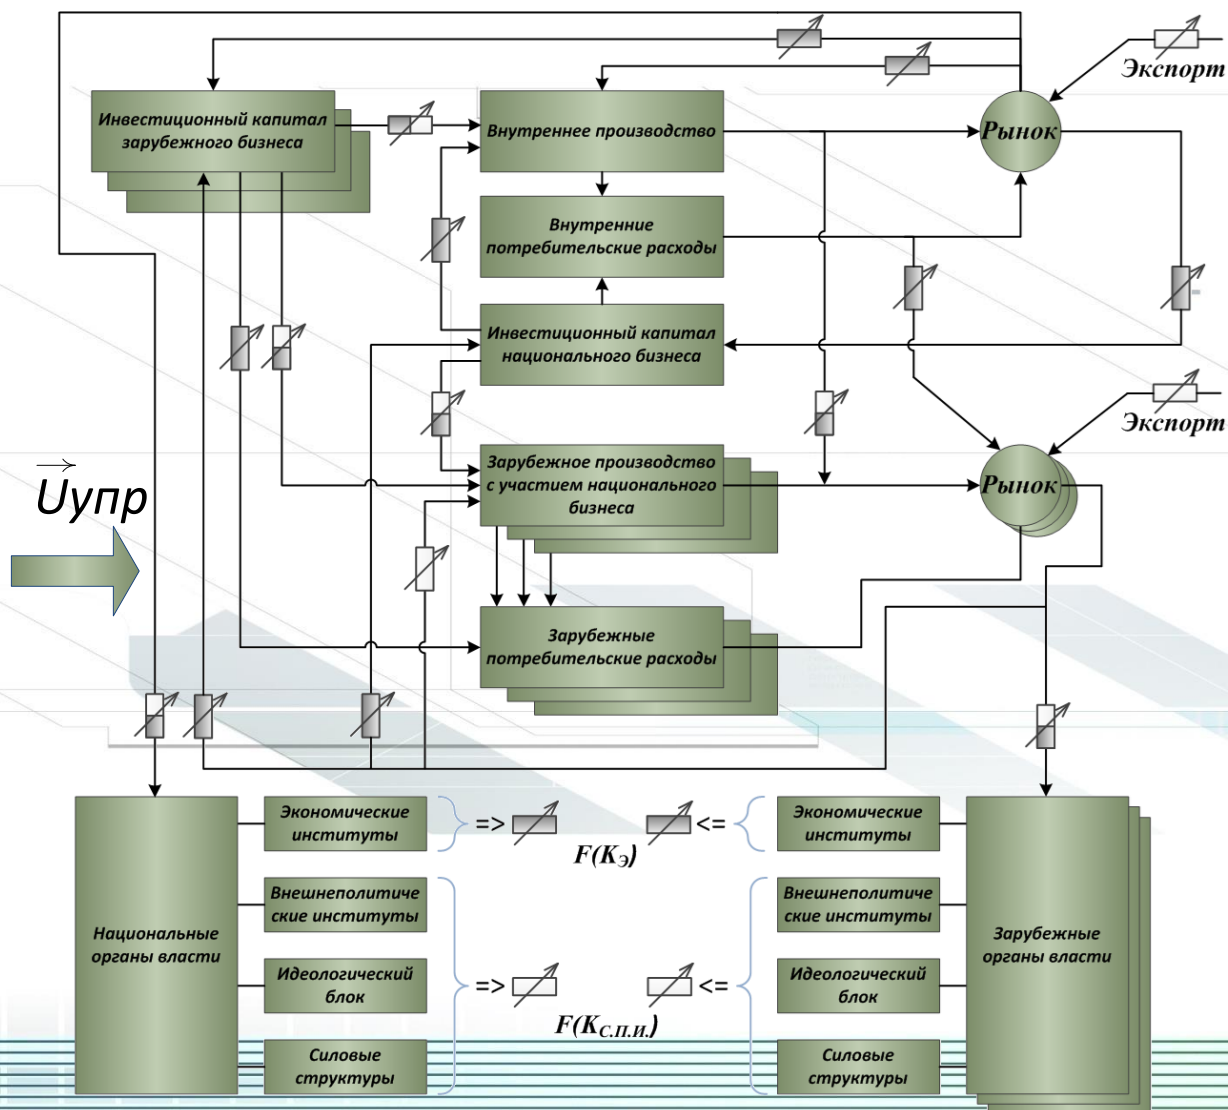 Экспорт
Инвестиционный капитал
зарубежного бизнеса
Внутреннее производство
Рынок
Внутренние
потребительские расходы
Инвестиционный капитал
национального бизнеса
Экспорт
Зарубежное производство
с участием национального
бизнеса
Рынок
Uупр
Зарубежные
потребительские расходы
Национальные
органы власти
Экономические
институты
=>
<=
F(KЭ)
Экономические
институты
Внешнеполитиче
ские институты
Внешнеполитиче
ские институты
Идеологический
блок
=>
<=
F(KС.П.И.)
Идеологический
блок
Силовые
структуры
Силовые
структуры
Зарубежные
органы власти